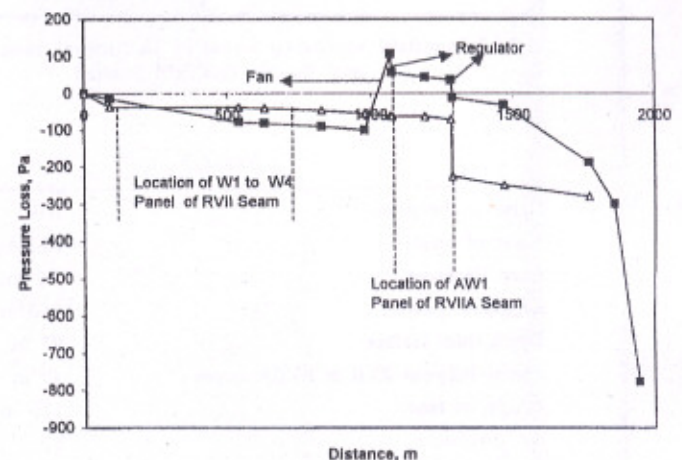 200
100
0
-100
-200
-300
-400
-500
-600
-700
-800
-900
Pressure Loss, Pa
Fan
Regulator
500
1000
1500
2000
Location of W1 to W4
Panel of RVII Seam
Location of AW1
Panel of RVIIA Seam
Distance, m